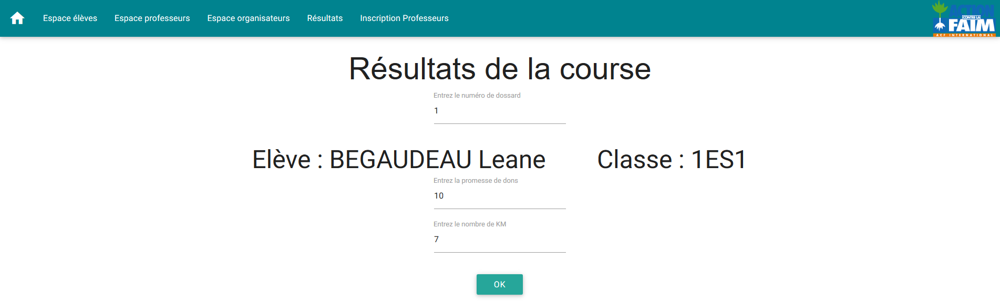 Espace élèves Espace professeurs Espace organisateurs Résultats Inscription Professeurs
ACTION
CONTRE LA
FAIM
ACF INTERNATIONAL
Résultats de la course
Entrez le numéro de dossard
1
Elève : BEGAUDEAU Leane Classe : 1ES1
Entrez la promesse de dons
10
Entrez le nombre de KM
7
OK